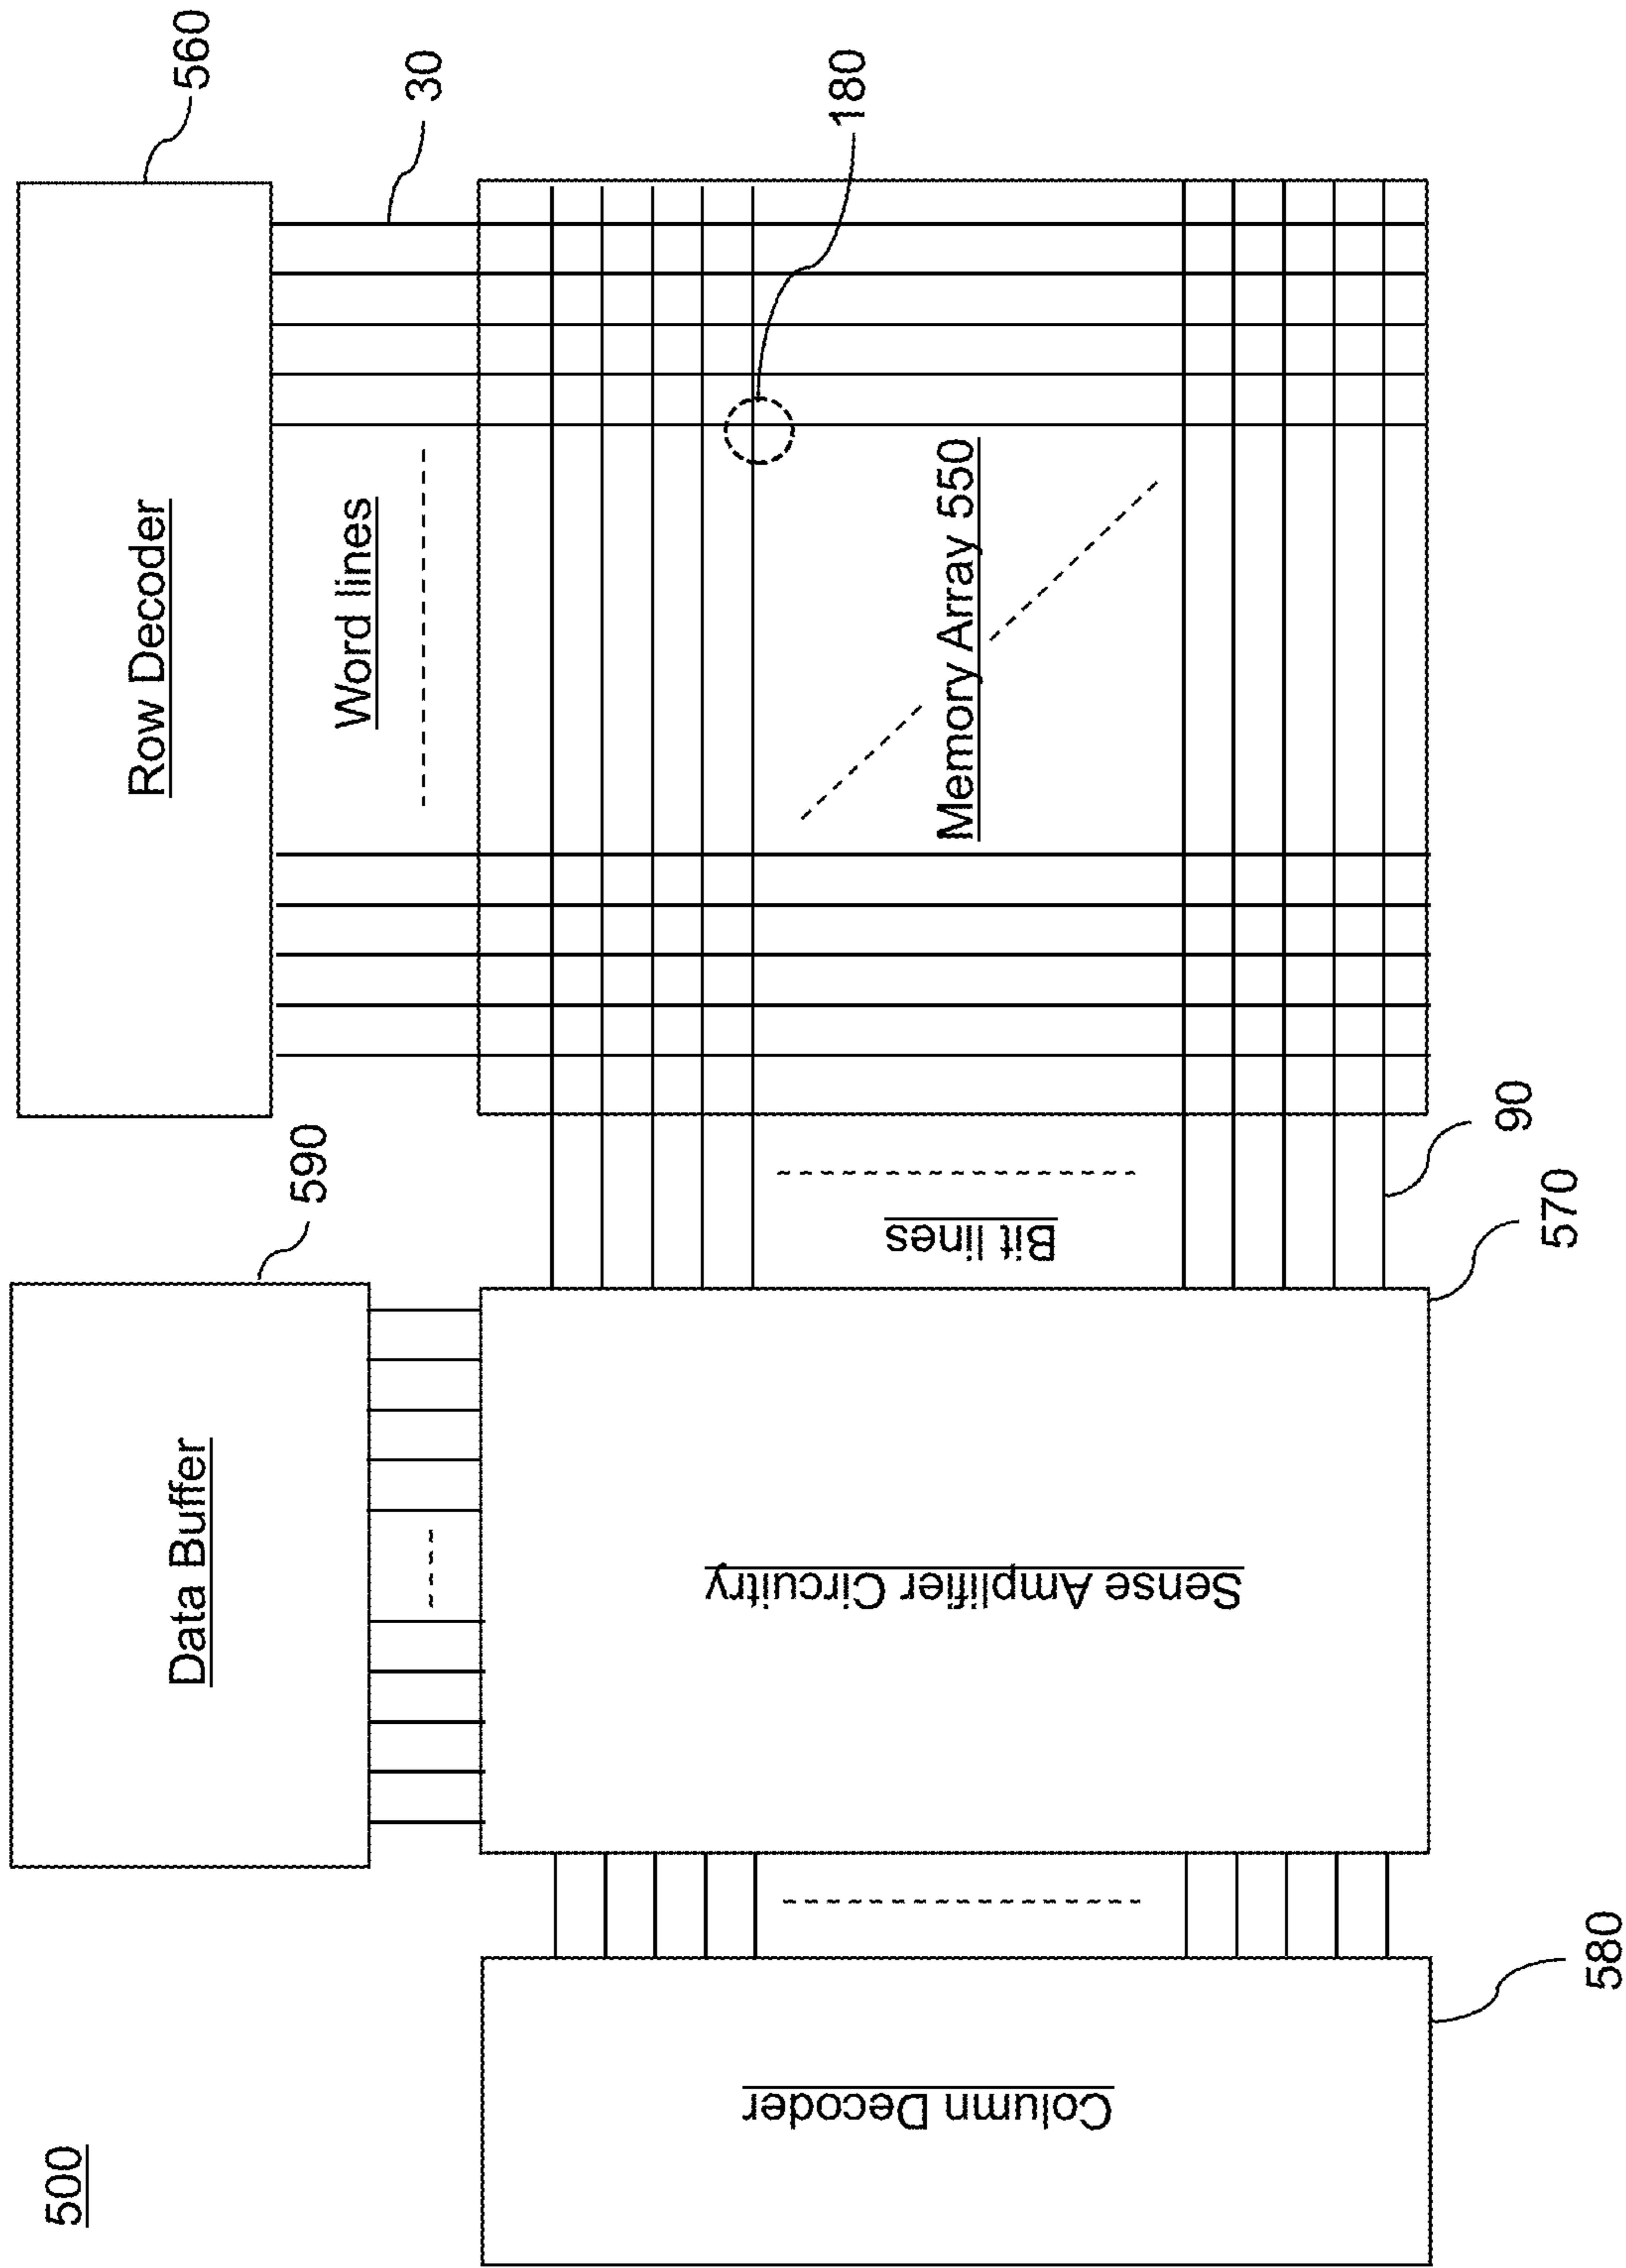 500
Row Decoder
560
Word lines
30
180
Memory Array 550
Data Buffer
590
Bit lines
90
570
Sense Amplifier Circuitry
Column Decoder
580